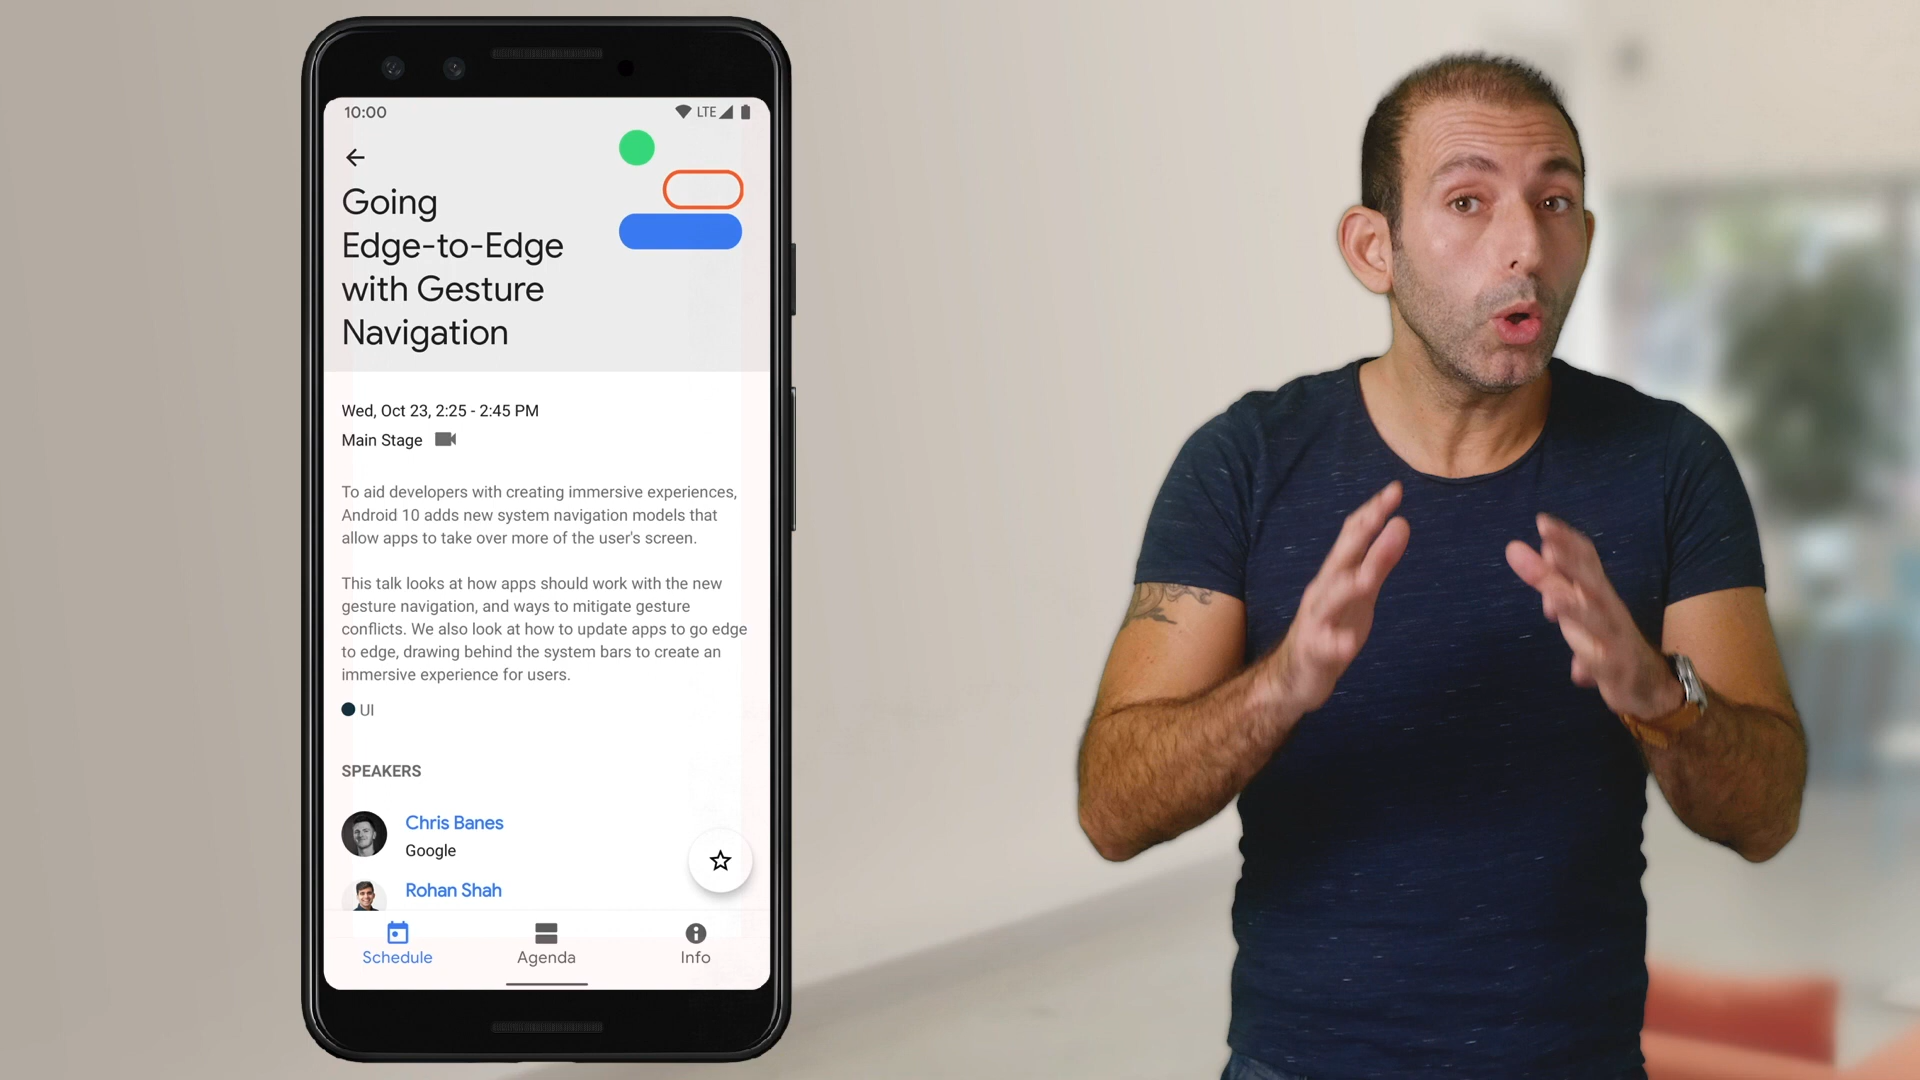 10:00
LTE
Going
Edge-to-Edge
with Gesture
Navigation
Wed, Oct 23, 2:25 - 2:45 PM
Main Stage
To aid developers with creating immersive experiences,
Android 10 adds new system navigation models that
allow apps to take over more of the user's screen.
This talk looks at how apps should work with the new
gesture navigation, and ways to mitigate gesture
conflicts. We also look at how to update apps to go edge
to edge, drawing behind the system bars to create an
immersive experience for users.
UI
SPEAKERS
Chris Banes
Google
Rohan Shah
Schedule
Agenda
Info